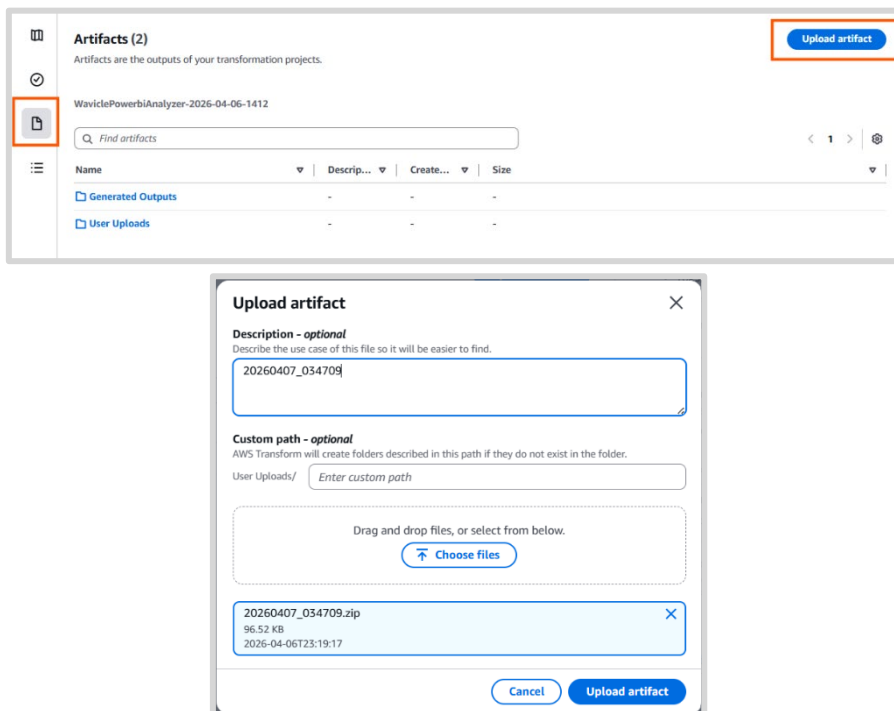 Artifacts (2)
Upload artifact
Artifacts are the outputs of your transformation projects.
WaviclePowerbiAnalyzer-2026-04-06-1412
Find artifacts
1
Name Descrip... Create... Size
Generated Outputs - - -
User Uploads - - -
Upload artifact
Description - optional
Describe the use case of this file so it will be easier to find.
20260407_034709
Custom path - optional
AWS Transform will create folders described in this path if they do not exist in the folder.
User Uploads/ Enter custom path
Drag and drop files, or select from below.
Choose files
20260407_034709.zip
96.52 KB
2026-04-06T23:19:17
Cancel Upload artifact